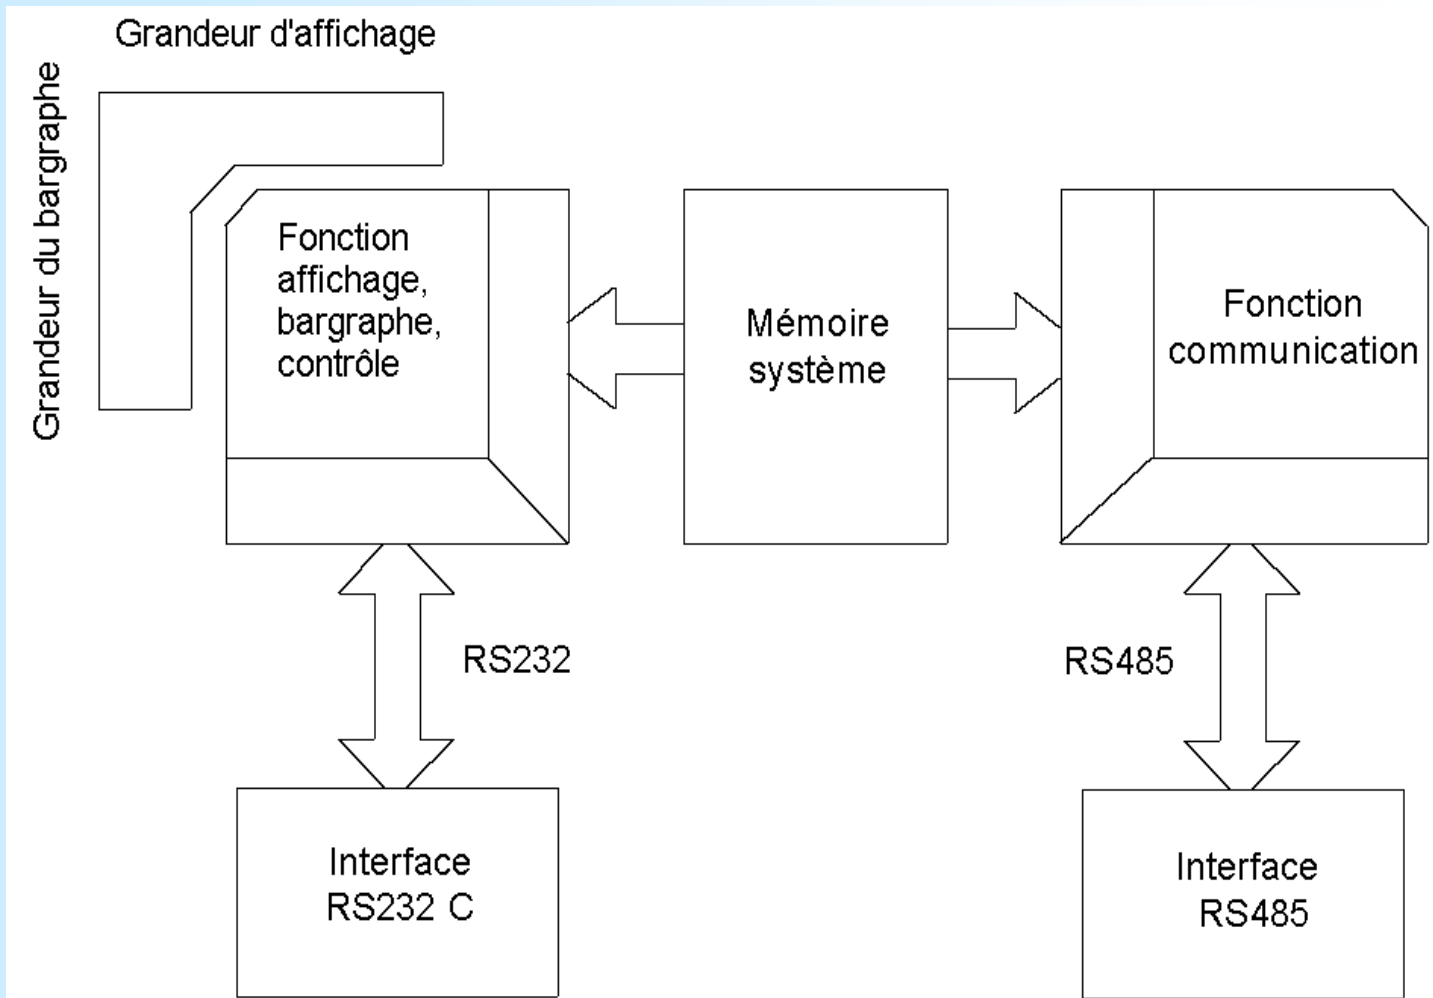 Grandeur d'affichage
Grandeur du bargraphe
Fonction
affichage,
bargraphe,
contrôle
Mémoire
système
Fonction
communication
RS232
RS485
Interface
RS232 C
Interface
RS485